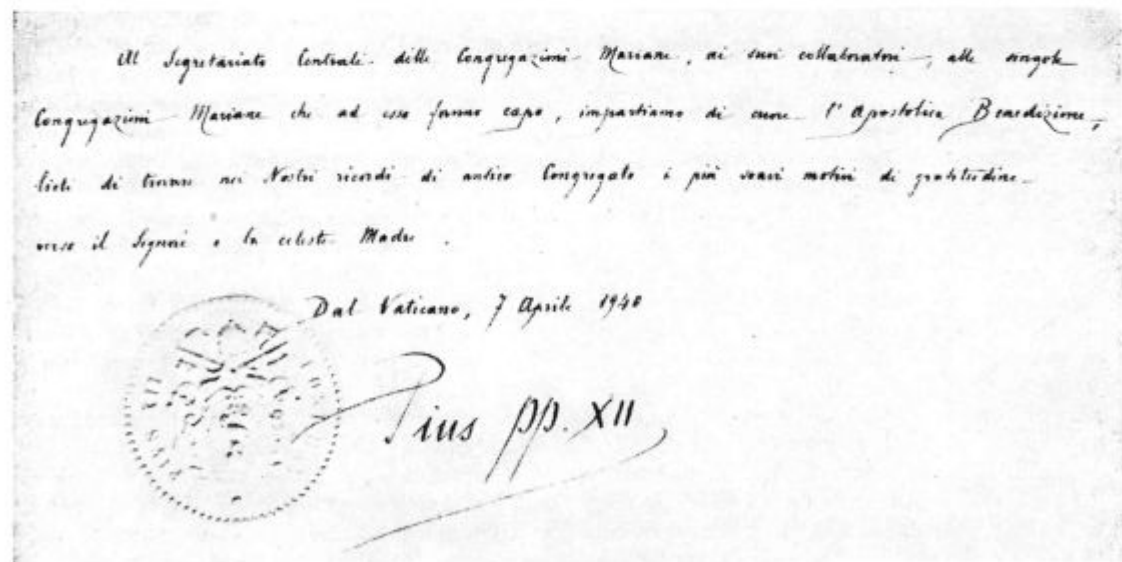 Al Segretariato Centrale delle Congregazioni Mariane, ai suoi collaboratori, alle singole
Congregazioni Mariane che ad esso fanno capo, impartiamo di cuore l'Apostolica Benedizione,
lieti di trovare nei Nostri ricordi di antico Congregato i più soavi motivi di gratitudine
verso il Signore e la celeste Madre.
Dal Vaticano, 7 Aprile 1940
Pius pp. XII